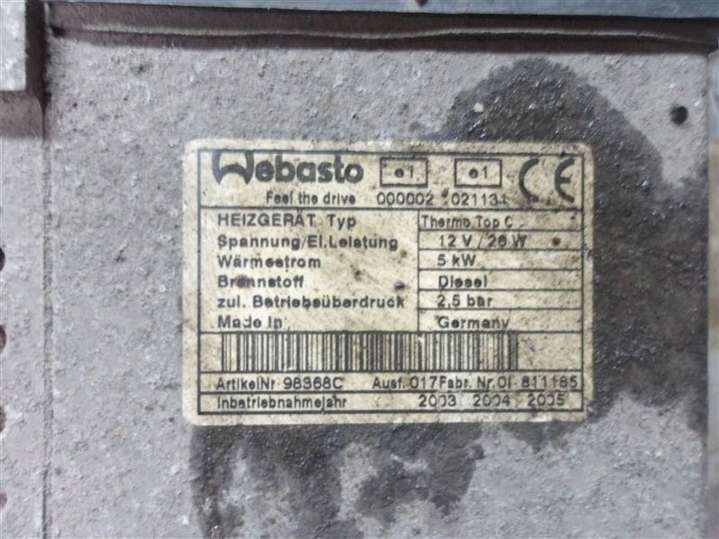 Webasto e1 e1 CE
Feel the drive 000002 021131
HEIZGERÄT Typ Thermo Top C
Spannung/El.Leistung 12 V / 26 W
Wärmestrom 5 kW
Brennstoff Diesel
zul. Betriebsüberdruck 2,5 bar
Made in Germany
ArtikelNr 98368C Ausf. 017 Fabr. Nr. 01 811185
Inbetriebnahmejahr 2003 2004 2005